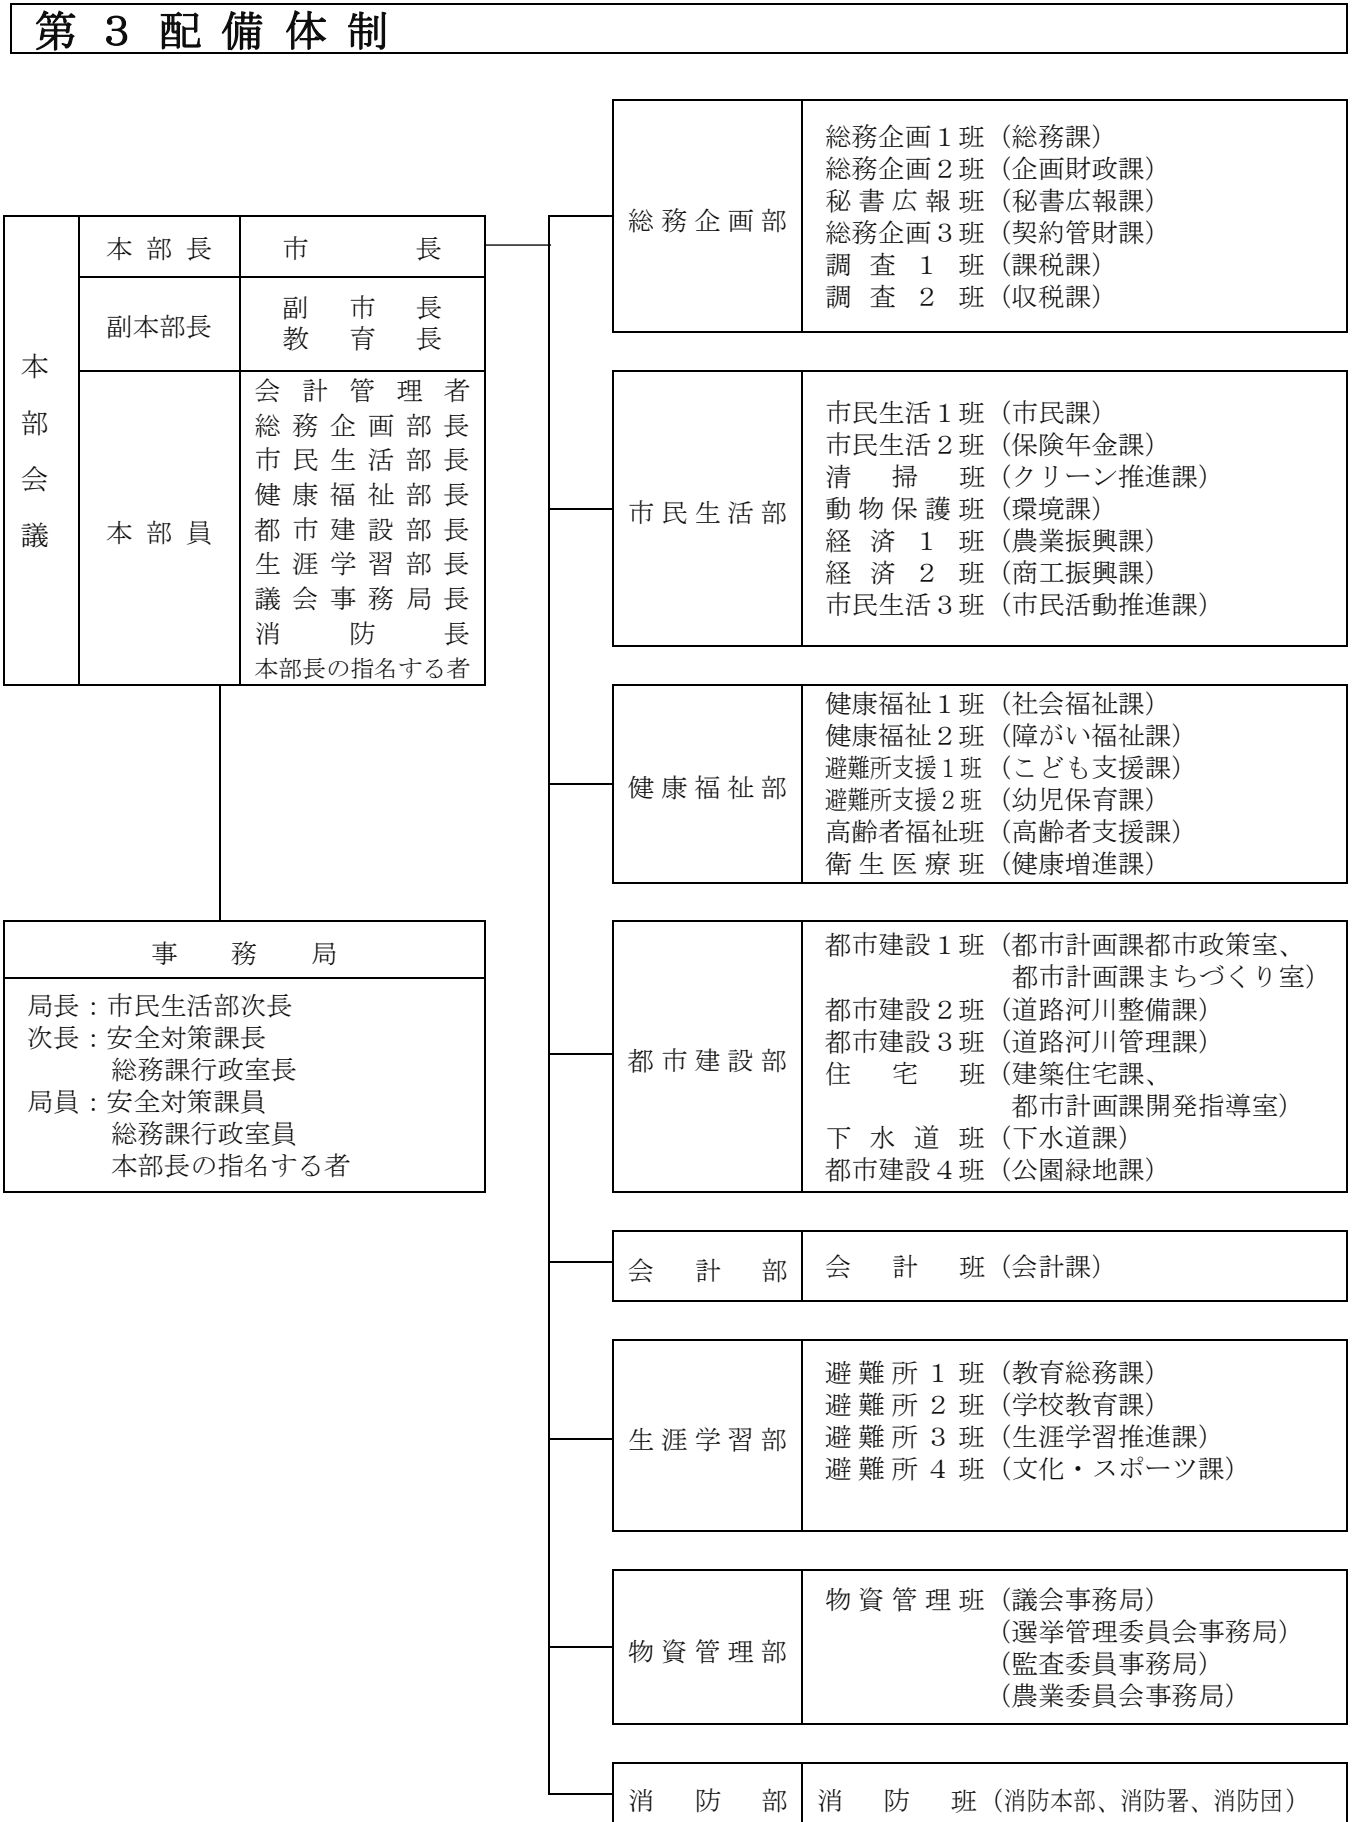 第３配備体制
本部会議
本部長
市長
副本部長
副市長
教育長
本部員
会計管理者
総務企画部長
市民生活部長
健康福祉部長
都市建設部長
生涯学習部長
議会事務局長
消防長
本部長の指名する者
事務局
局長：市民生活部次長
次長：安全対策課長
総務課行政室長
局員：安全対策課員
総務課行政室員
本部長の指名する者
総務企画部
総務企画１班（総務課）
総務企画２班（企画財政課）
秘書広報班（秘書広報課）
総務企画３班（契約管財課）
調査１班（課税課）
調査２班（収税課）
市民生活部
市民生活１班（市民課）
市民生活２班（保険年金課）
清掃班（クリーン推進課）
動物保護班（環境課）
経済１班（農業振興課）
経済２班（商工振興課）
市民生活３班（市民活動推進課）
健康福祉部
健康福祉１班（社会福祉課）
健康福祉２班（障がい福祉課）
避難所支援１班（こども支援課）
避難所支援２班（幼児保育課）
高齢者福祉班（高齢者支援課）
衛生医療班（健康増進課）
都市建設部
都市建設１班（都市計画課都市政策室、
都市計画課まちづくり室）
都市建設２班（道路河川整備課）
都市建設３班（道路河川管理課）
住宅班（建築住宅課、
都市計画課開発指導室）
下水道班（下水道課）
都市建設４班（公園緑地課）
会計部
会計班（会計課）
生涯学習部
避難所１班（教育総務課）
避難所２班（学校教育課）
避難所３班（生涯学習推進課）
避難所４班（文化・スポーツ課）
物資管理部
物資管理班（議会事務局）
（選挙管理委員会事務局）
（監査委員事務局）
（農業委員会事務局）
消防部
消防班（消防本部、消防署、消防団）